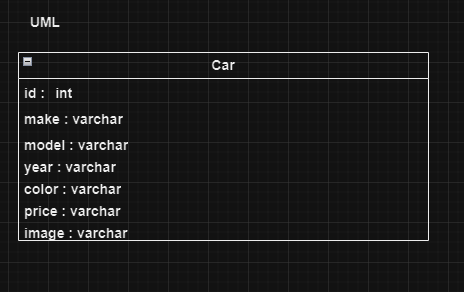 UML
Car
id : int
make : varchar
model : varchar
year : varchar
color : varchar
price : varchar
image : varchar